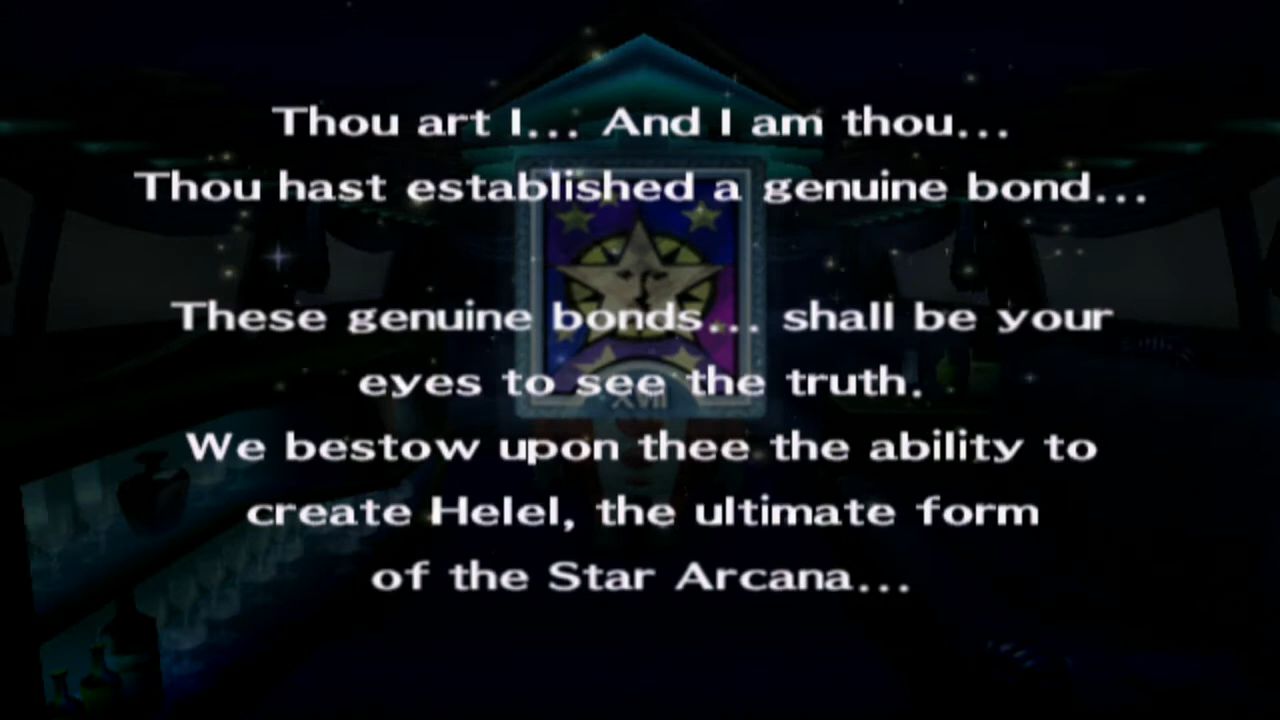 Thou art I... And I am thou...
Thou hast established a genuine bond...
These genuine bonds... shall be your
eyes to see the truth.
We bestow upon thee the ability to
create Helel, the ultimate form
of the Star Arcana...
XVII